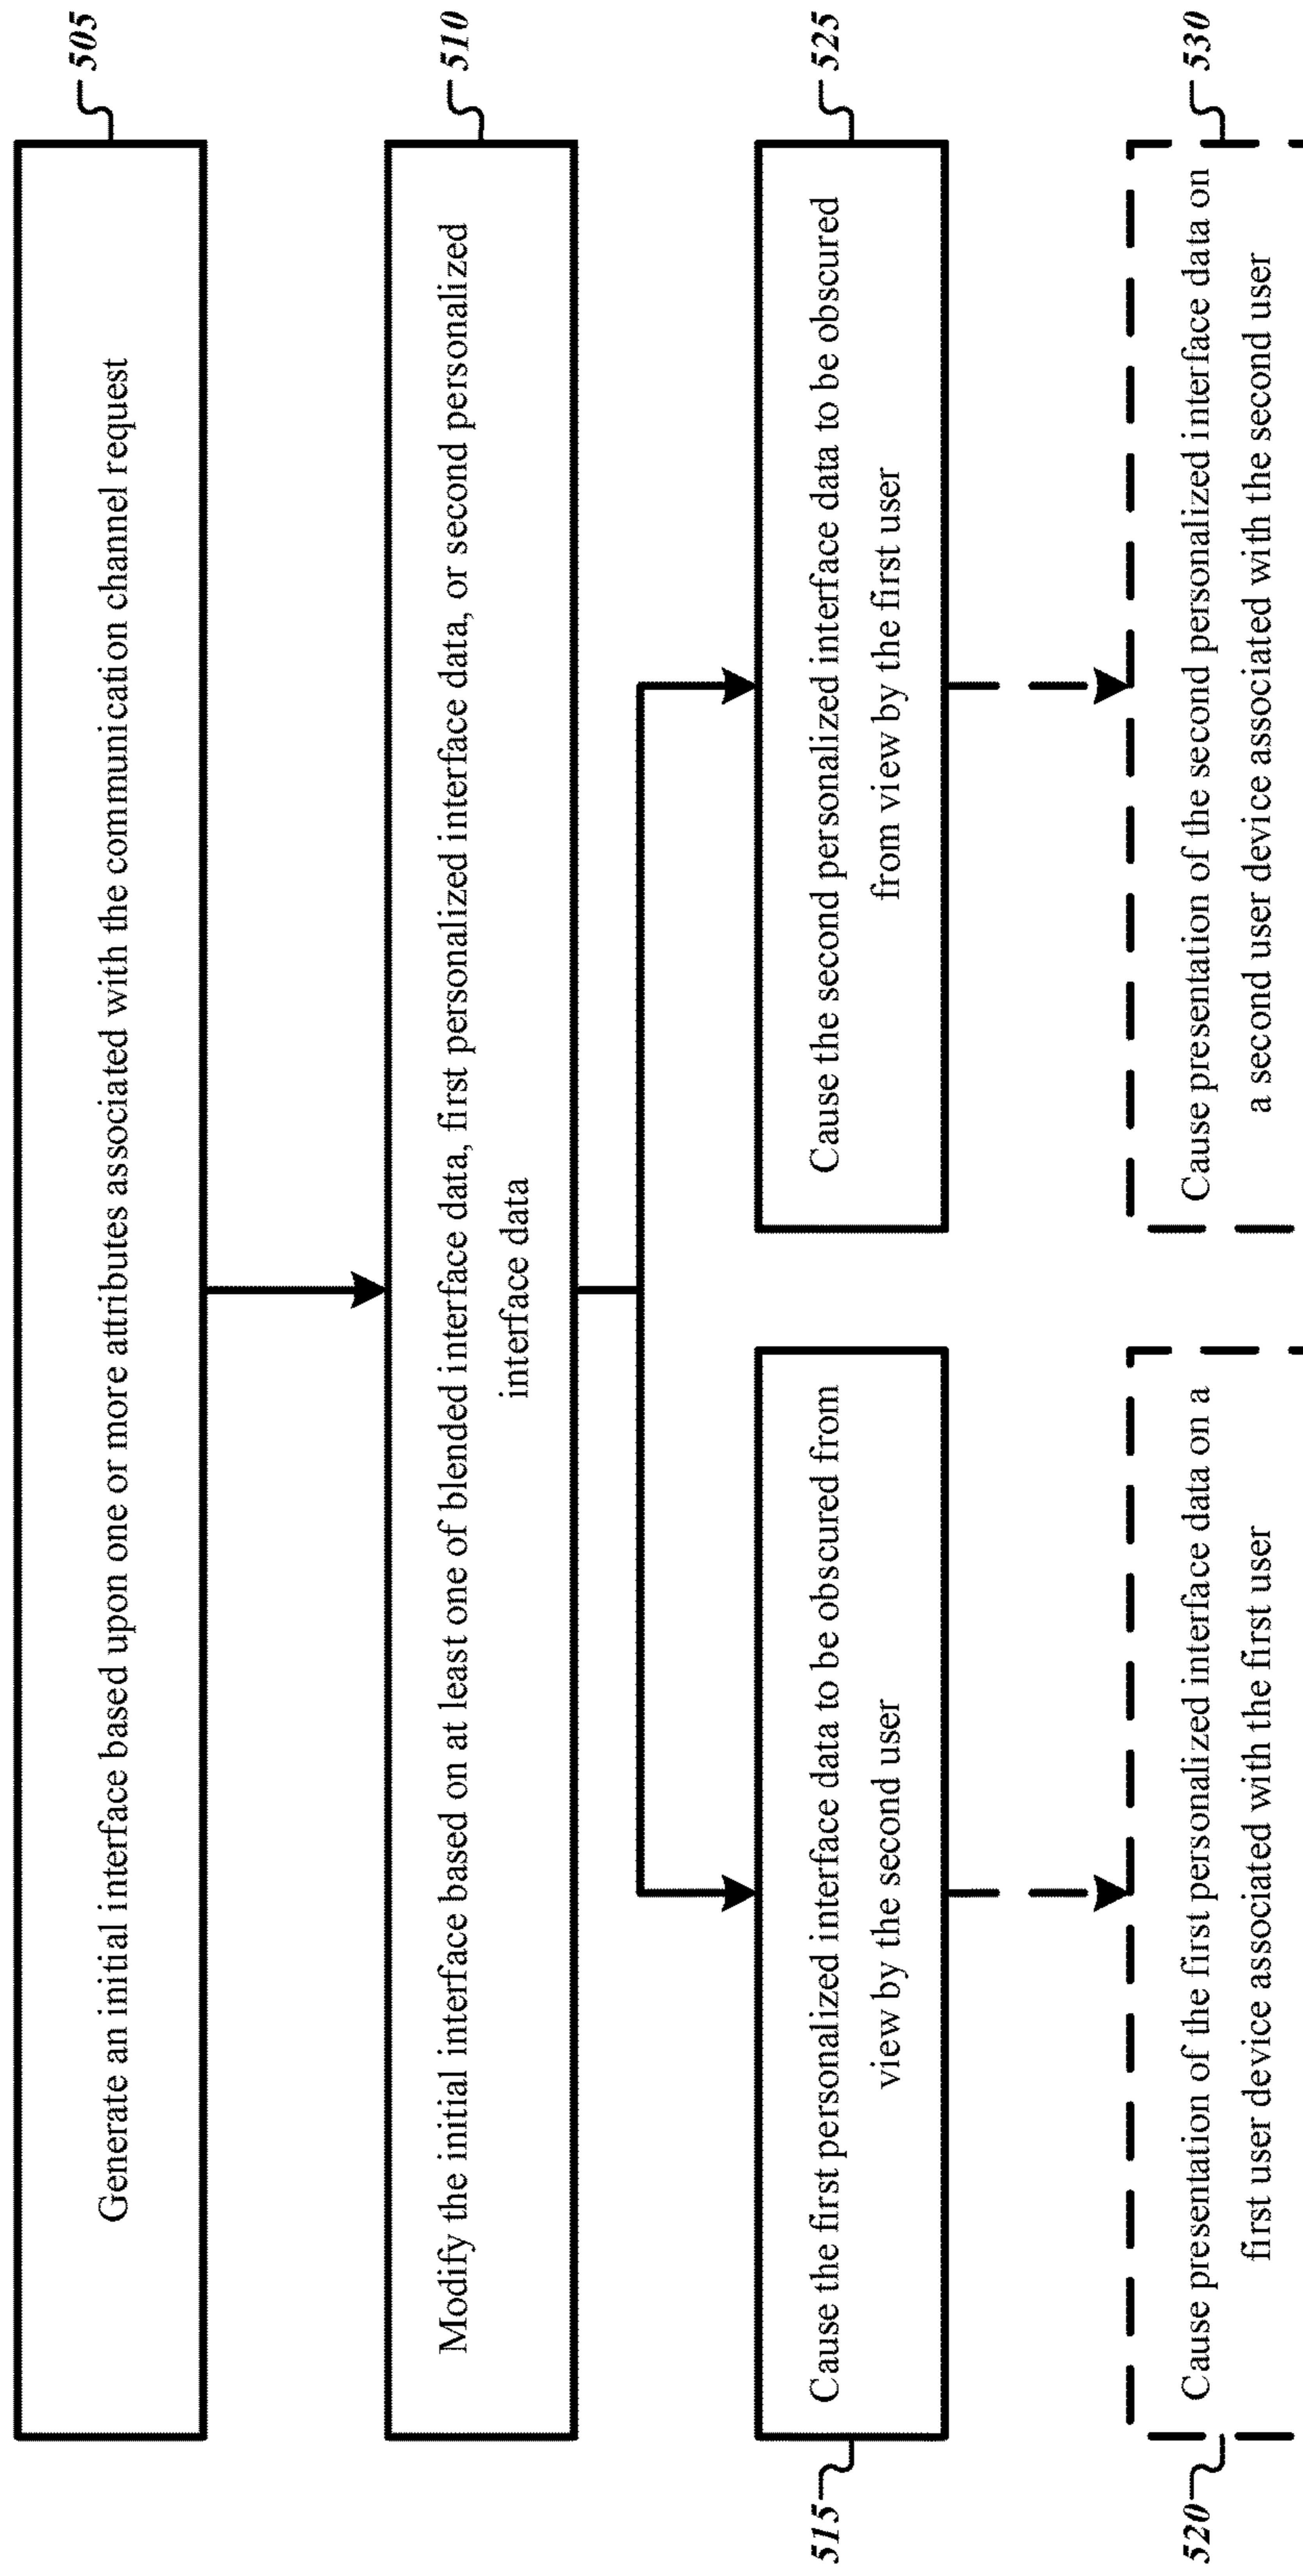 505
Generate an initial interface based upon one or more attributes associated with the communication channel request
510
Modify the initial interface based on at least one of blended interface data, first personalized interface data, or second personalized
interface data
515
Cause the first personalized interface data to be obscured from
view by the second user
525
Cause the second personalized interface data to be obscured
from view by the first user
520
Cause presentation of the first personalized interface data on a
first user device associated with the first user
530
Cause presentation of the second personalized interface data on
a second user device associated with the second user